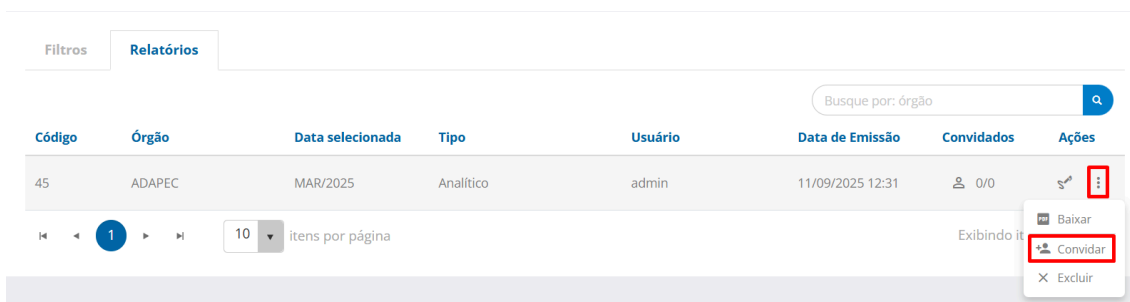 Filtros Relatórios
Busque por: órgão
Código Órgão Data selecionada Tipo Usuário Data de Emissão Convidados Ações
45 ADAPEC MAR/2025 Analítico admin 11/09/2025 12:31 0/0
PDF Baixar
1 10 itens por página Exibindo it
Convidar
Excluir